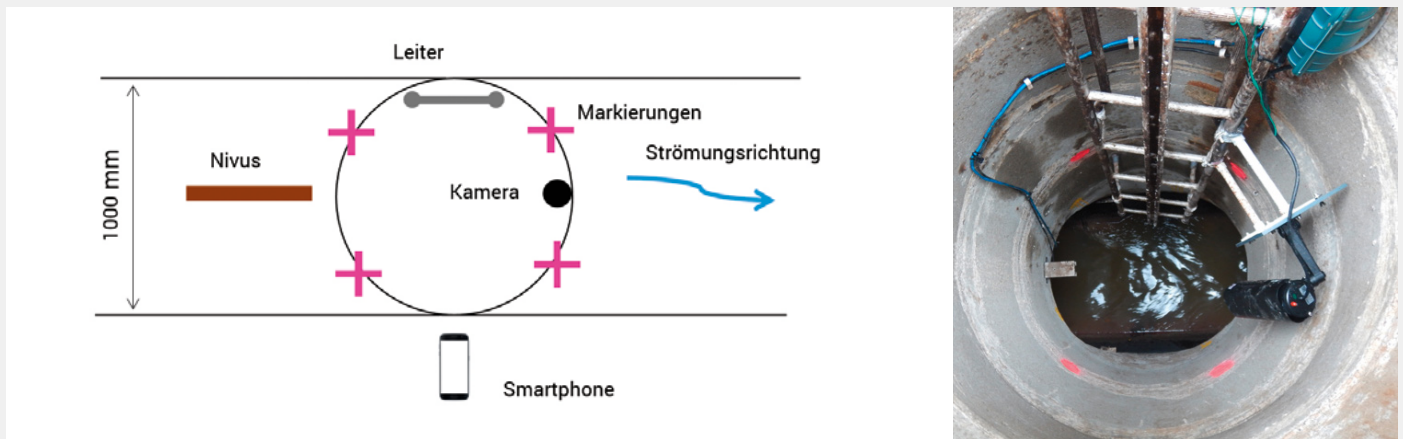 Leiter
Markierungen
Nivus
Strömungsrichtung
Kamera
1000 mm
Smartphone